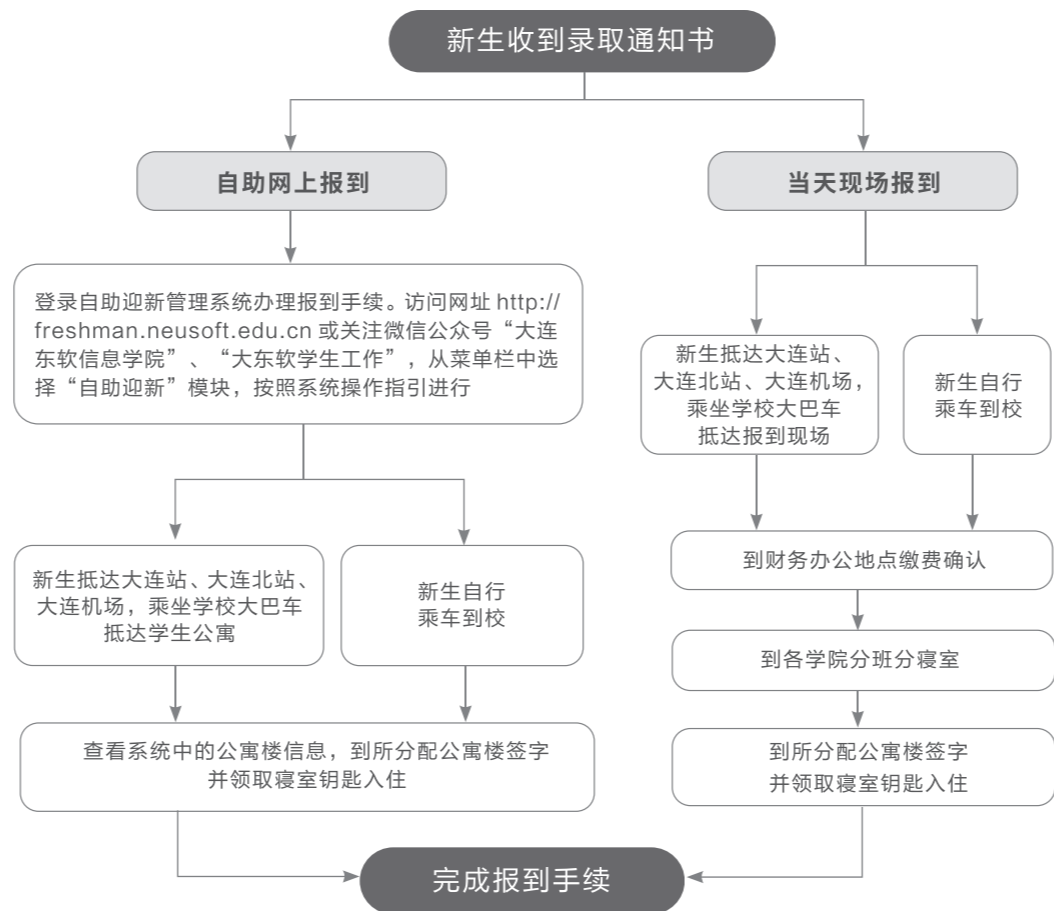 新生收到录取通知书
自助网上报到
当天现场报到
登录自助迎新管理系统办理报到手续。访问网址 http://
freshman.neusoft.edu.cn 或关注微信公众号“大连
东软信息学院”、“大东软学生工作”，从菜单栏中选
择“自助迎新”模块，按照系统操作指引进行
新生抵达大连站、
大连北站、大连机场，
乘坐学校大巴车
抵达报到现场
新生自行
乘车到校
新生抵达大连站、大连北站、
大连机场，乘坐学校大巴车
抵达学生公寓
新生自行
乘车到校
到财务办公地点缴费确认
到各学院分班分寝室
查看系统中的公寓楼信息，到所分配公寓楼签字
并领取寝室钥匙入住
到所分配公寓楼签字
并领取寝室钥匙入住
完成报到手续